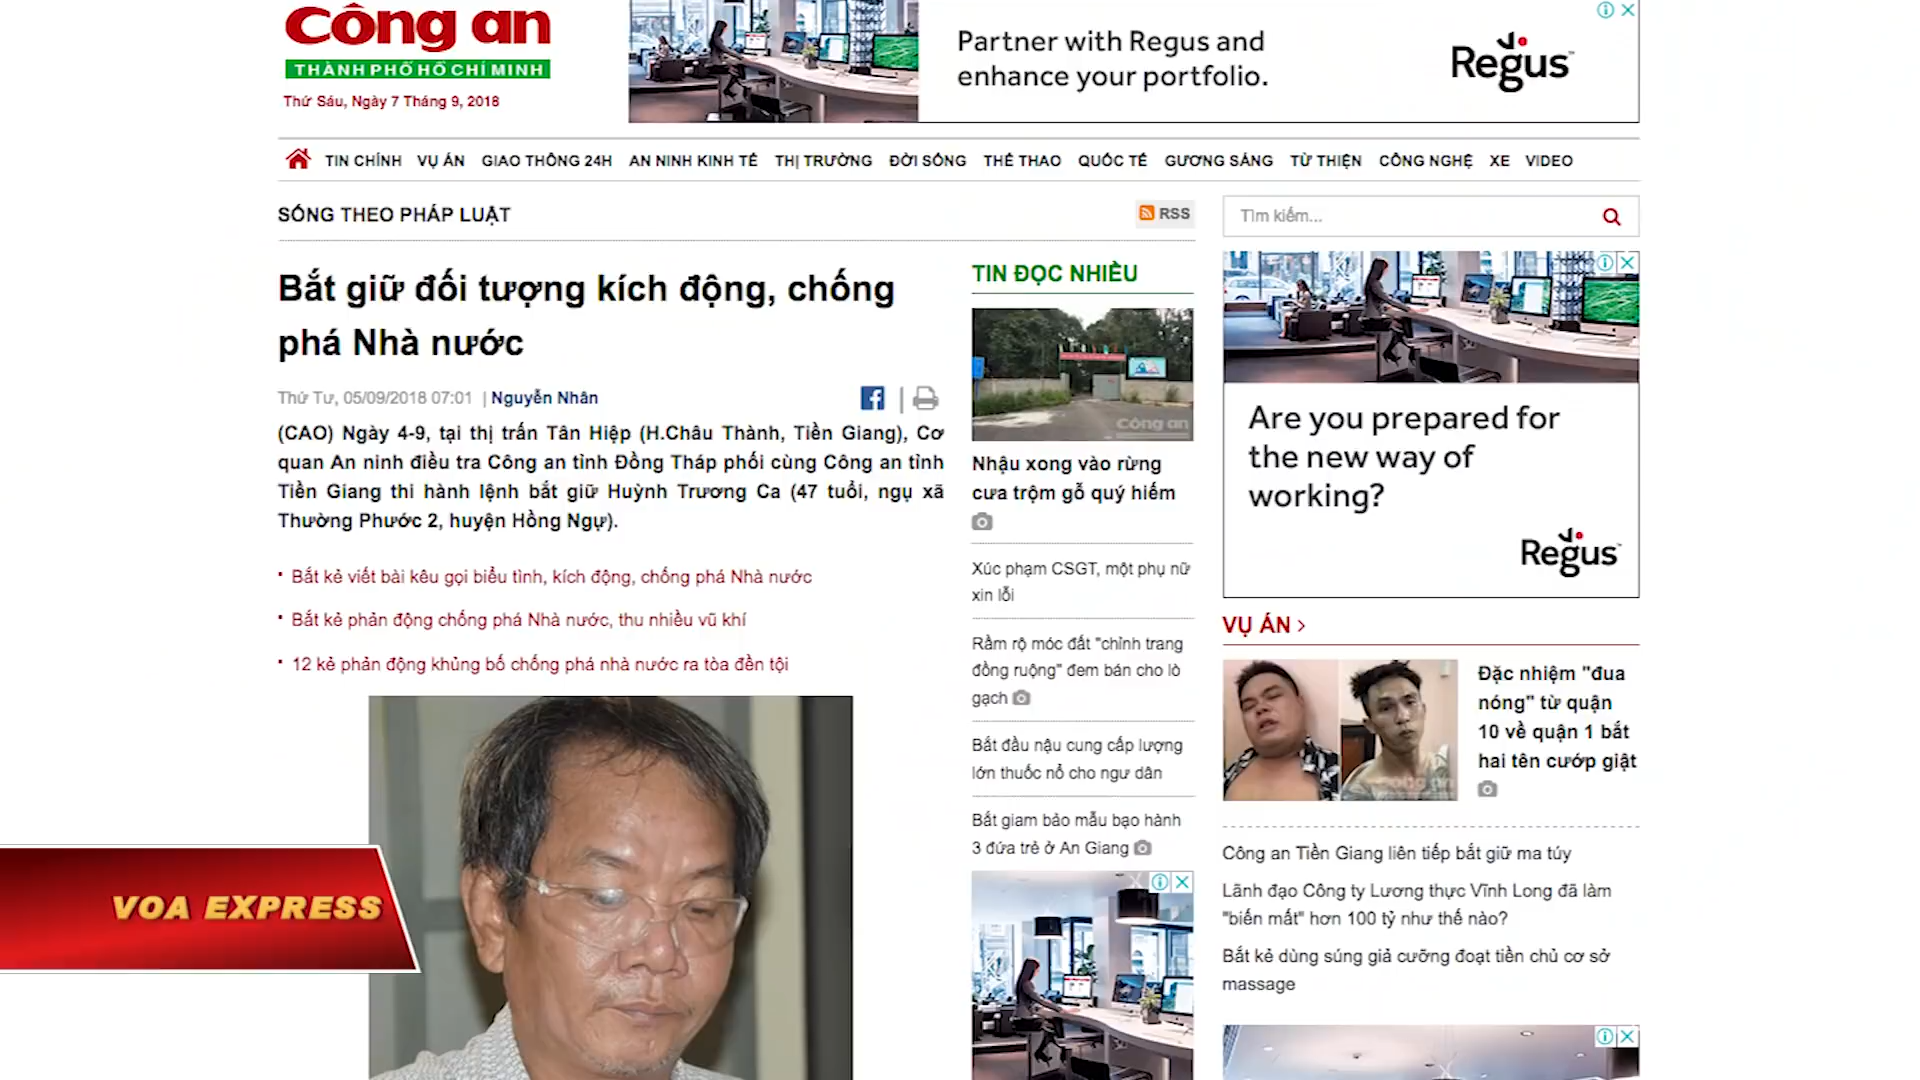 Công an
THÀNH PHỐ HỒ CHÍ MINH
Thứ Sáu, Ngày 7 Tháng 9, 2018
Partner with Regus and
enhance your portfolio.
Regus
TIN CHÍNH VỤ ÁN GIAO THÔNG 24H AN NINH KINH TẾ THỊ TRƯỜNG ĐỜI SỐNG THỂ THAO QUỐC TẾ GƯƠNG SÁNG TỪ THIỆN CÔNG NGHỆ XE VIDEO
SỐNG THEO PHÁP LUẬT
RSS
Tìm kiếm...
Bắt giữ đối tượng kích động, chống
phá Nhà nước
Thứ Tư, 05/09/2018 07:01 | Nguyễn Nhân
(CAO) Ngày 4-9, tại thị trấn Tân Hiệp (H.Châu Thành, Tiền Giang), Cơ
quan An ninh điều tra Công an tỉnh Đồng Tháp phối cùng Công an tỉnh
Tiền Giang thi hành lệnh bắt giữ Huỳnh Trương Ca (47 tuổi, ngụ xã
Thường Phước 2, huyện Hồng Ngự).
Bắt kẻ viết bài kêu gọi biểu tình, kích động, chống phá Nhà nước
Bắt kẻ phản động chống phá Nhà nước, thu nhiều vũ khí
12 kẻ phản động khủng bố chống phá nhà nước ra tòa đền tội
VOA EXPRESS
TIN ĐỌC NHIỀU
Công an
Nhậu xong vào rừng
cưa trộm gỗ quý hiếm
Xúc phạm CSGT, một phụ nữ
xin lỗi
Rầm rộ móc đất "chỉnh trang
đồng ruộng" đem bán cho lò
gạch
Bắt đầu nậu cung cấp lượng
lớn thuốc nổ cho ngư dân
Bắt giam bảo mẫu bạo hành
3 đứa trẻ ở An Giang
Are you prepared for
the new way of
working?
Regus
VỤ ÁN >
Công an
Đặc nhiệm "đua
nóng" từ quận
10 về quận 1 bắt
hai tên cướp giật
Công an Tiền Giang liên tiếp bắt giữ ma túy
Lãnh đạo Công ty Lương thực Vĩnh Long đã làm
"biến mất" hơn 100 tỷ như thế nào?
Bắt kẻ dùng súng giả cưỡng đoạt tiền chủ cơ sở
massage